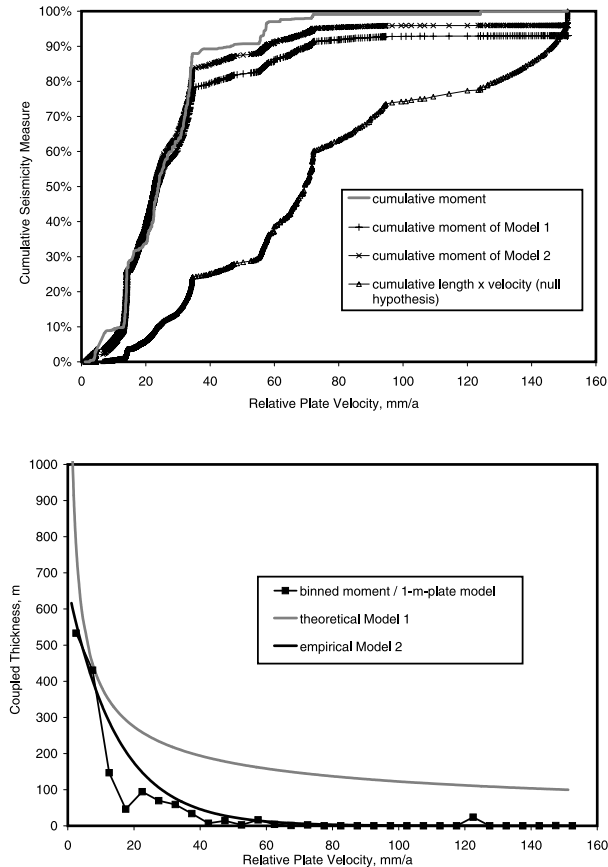 100%
90%
80%
70%
60%
50%
40%
30%
20%
10%
0%
Cumulative Seismicity Measure
cumulative moment
cumulative moment of Model 1
cumulative moment of Model 2
cumulative length x velocity (null
hypothesis)
0 20 40 60 80 100 120 140 160
Relative Plate Velocity, mm/a
1000
900
800
700
600
500
400
300
200
100
0
Coupled Thickness, m
binned moment / 1-m-plate model
theoretical Model 1
empirical Model 2
0 20 40 60 80 100 120 140 160
Relative Plate Velocity, mm/a